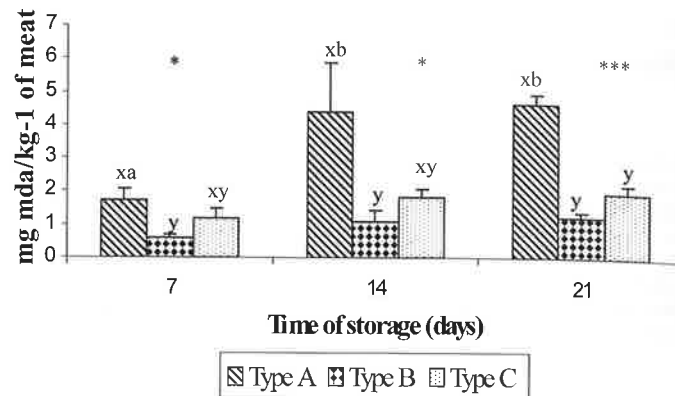 mg mda/kg-1 of meat
7
6
5
4
3
2
1
0
xa
*
y
xy
xb
*
y
xy
xb
***
y
y
7
14
21
Time of storage (days)
Type A
Type B
Type C